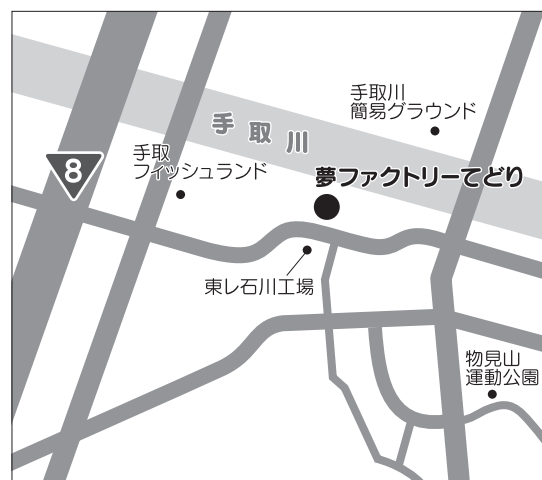 手取川
簡易グラウンド
手取川
手取
フィッシュランド
8
夢ファクトリーてどり
東レ石川工場
物見山
運動公園